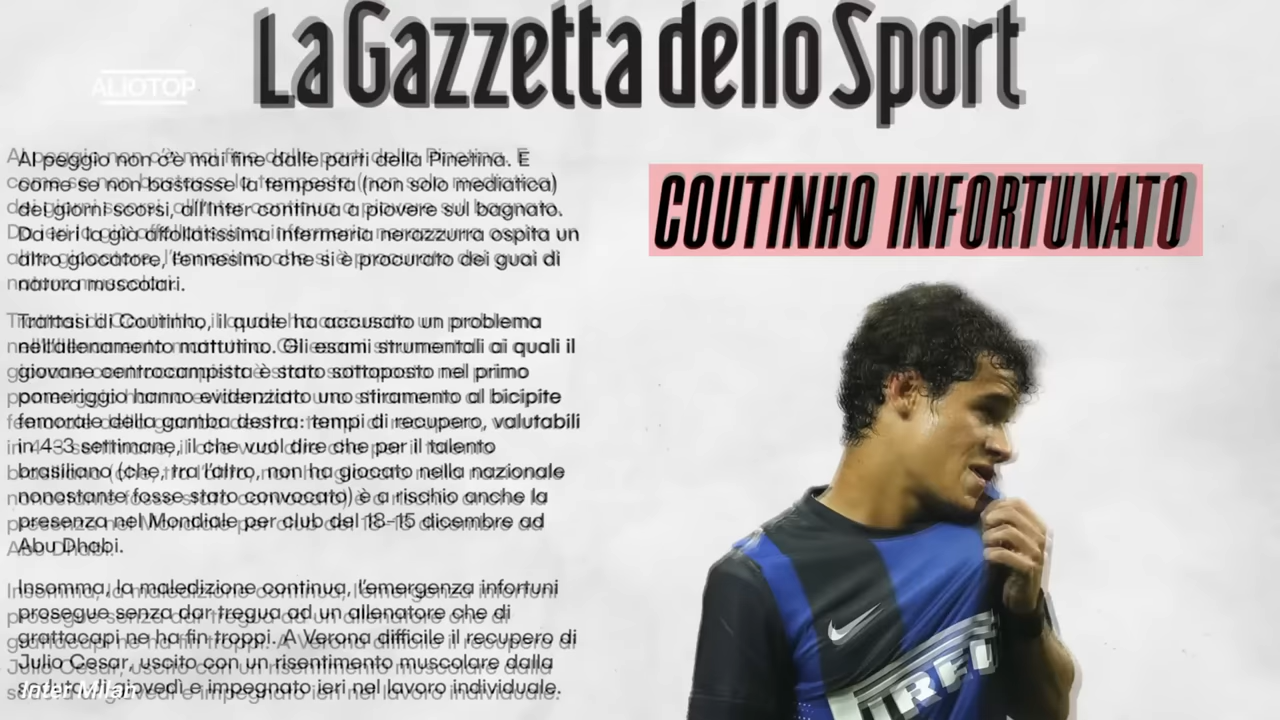 La Gazzetta dello Sport
ALIOTOP
Al peggio non c'è mai fine dalle parti della Pinetina. E
come se non bastasse la tempesta (non solo mediatica)
dei giorni scorsi, all'Inter continua a piovere sul bagnato.
Da ieri la già affollatissima infermeria nerazzurra ospita un
altro giocatore, l'ennesimo che si è procurato dei guai di
natura muscolari.
Trattasi di Coutinho, il quale ha accusato un problema
nell'allenamento mattutino. Gli esami strumentali ai quali il
giovane centrocampista è stato sottoposto nel primo
pomeriggio hanno evidenziato uno stiramento al bicipite
femorale della gamba destra: tempi di recupero, valutabili
in 4-3 settimane, il che vuol dire che per il talento
brasiliano (che, tra l'altro, non ha giocato nella nazionale
nonostante fosse stato convocato) è a rischio anche la
presenza nel Mondiale per club del 18-15 dicembre ad
Abu Dhabi.
Insomma, la maledizione continua, l'emergenza infortuni
prosegue senza dar tregua ad un allenatore che di
grattacapi ne ha fin troppi. A Verona difficile il recupero di
Julio Cesar, uscito con un risentimento muscolare dalla
di giovedì e impegnato ieri nel lavoro individuale.
Inter Milan
COUTINHO INFORTUNATO
PIRELLI